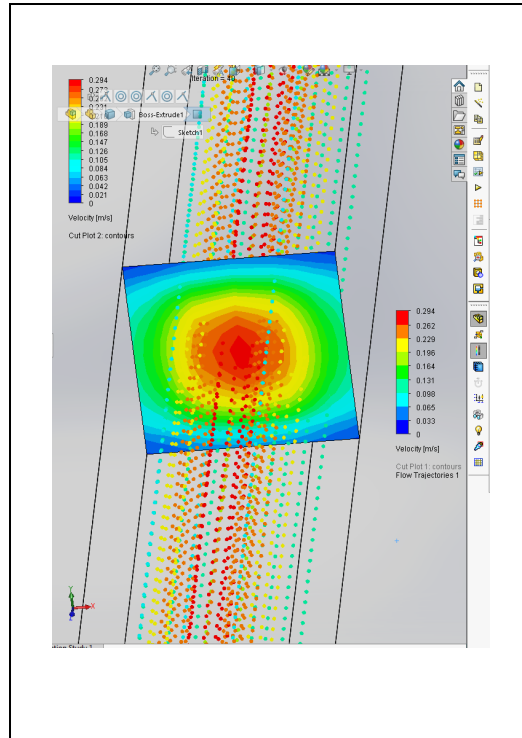 Iteration = 40
0.294
0.273
0.189
0.168
0.147
0.126
0.105
0.084
0.063
0.042
0.021
0
Velocity [m/s]
Cut Plot 2: contours
Boss-Extrude1
Sketch1
0.294
0.262
0.229
0.196
0.164
0.131
0.098
0.065
0.033
0
Velocity [m/s]
Cut Plot 1: contours
Flow Trajectories 1
Y
X
Z